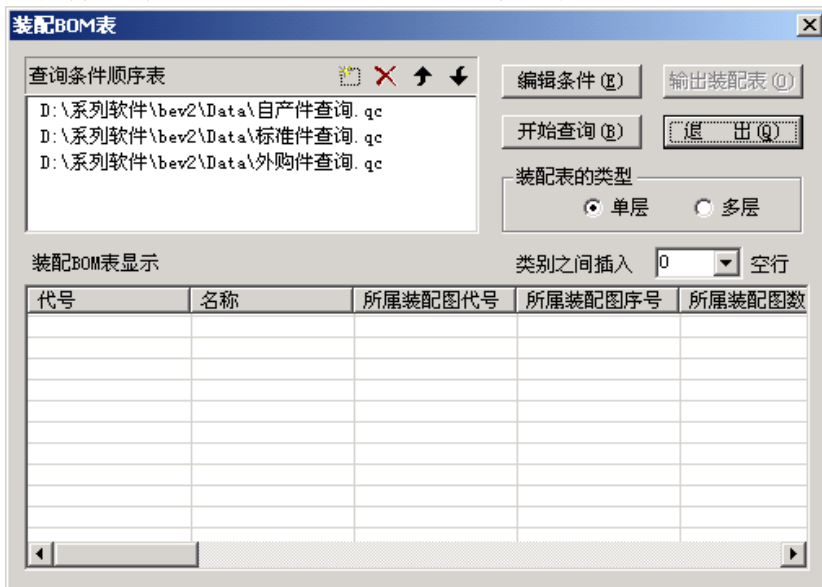 装配BOM表
查询条件顺序表
D:\系列软件\bev2\Data\自产件查询.qc
D:\系列软件\bev2\Data\标准件查询.qc
D:\系列软件\bev2\Data\外购件查询.qc
编辑条件(E) 输出装配表(O)
开始查询(B) 退 出(Q)
装配表的类型
单层 多层
装配BOM表显示 类别之间插入 0 空行
代号 名称 所属装配图代号 所属装配图序号 所属装配图数